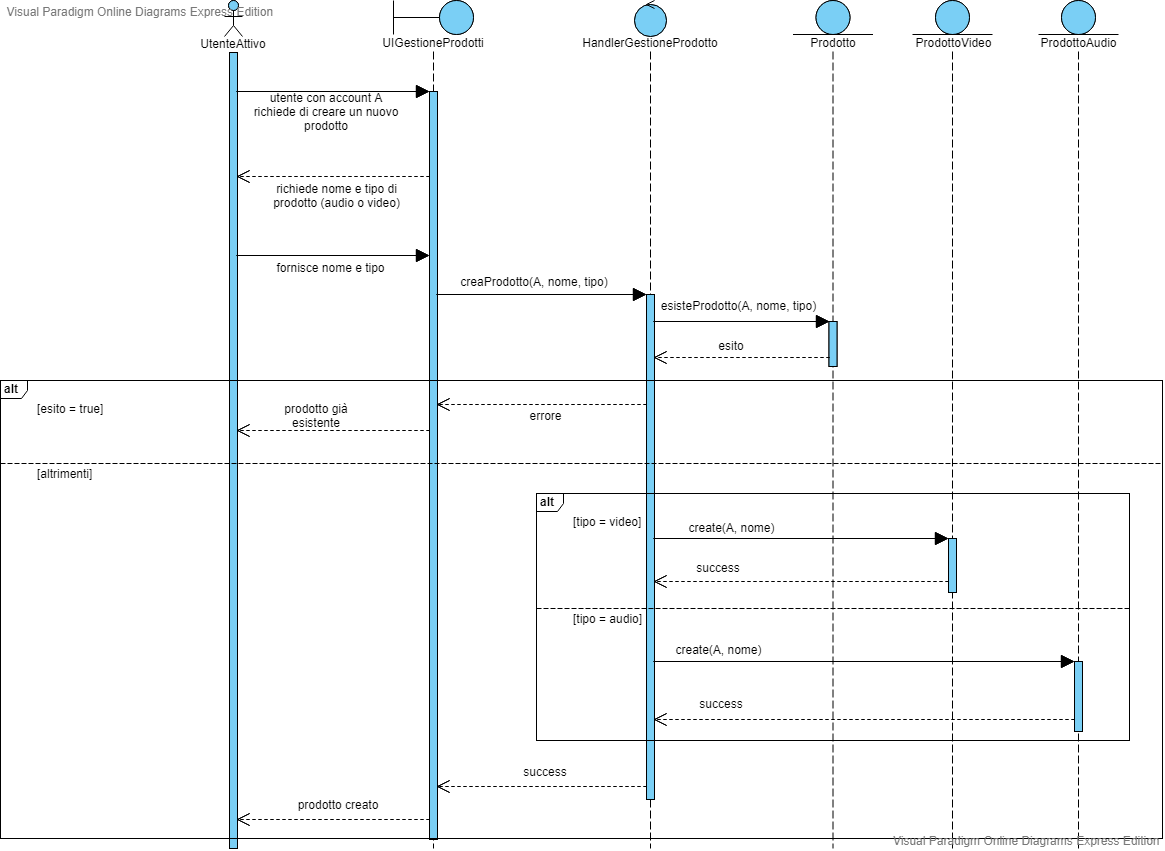 Visual Paradigm Online Diagrams Express Edition
UtenteAttivo
UIGestioneProdotti
HandlerGestioneProdotto
Prodotto
ProdottoVideo
ProdottoAudio
utente con account A
richiede di creare un nuovo
prodotto
richiede nome e tipo di
prodotto (audio o video)
fornisce nome e tipo
creaProdotto(A, nome, tipo)
esisteProdotto(A, nome, tipo)
esito
alt
[esito = true]
prodotto già
esistente
errore
[altrimenti]
alt
[tipo = video]
create(A, nome)
success
[tipo = audio]
create(A, nome)
success
success
prodotto creato
Visual Paradigm Online Diagrams Express Edition